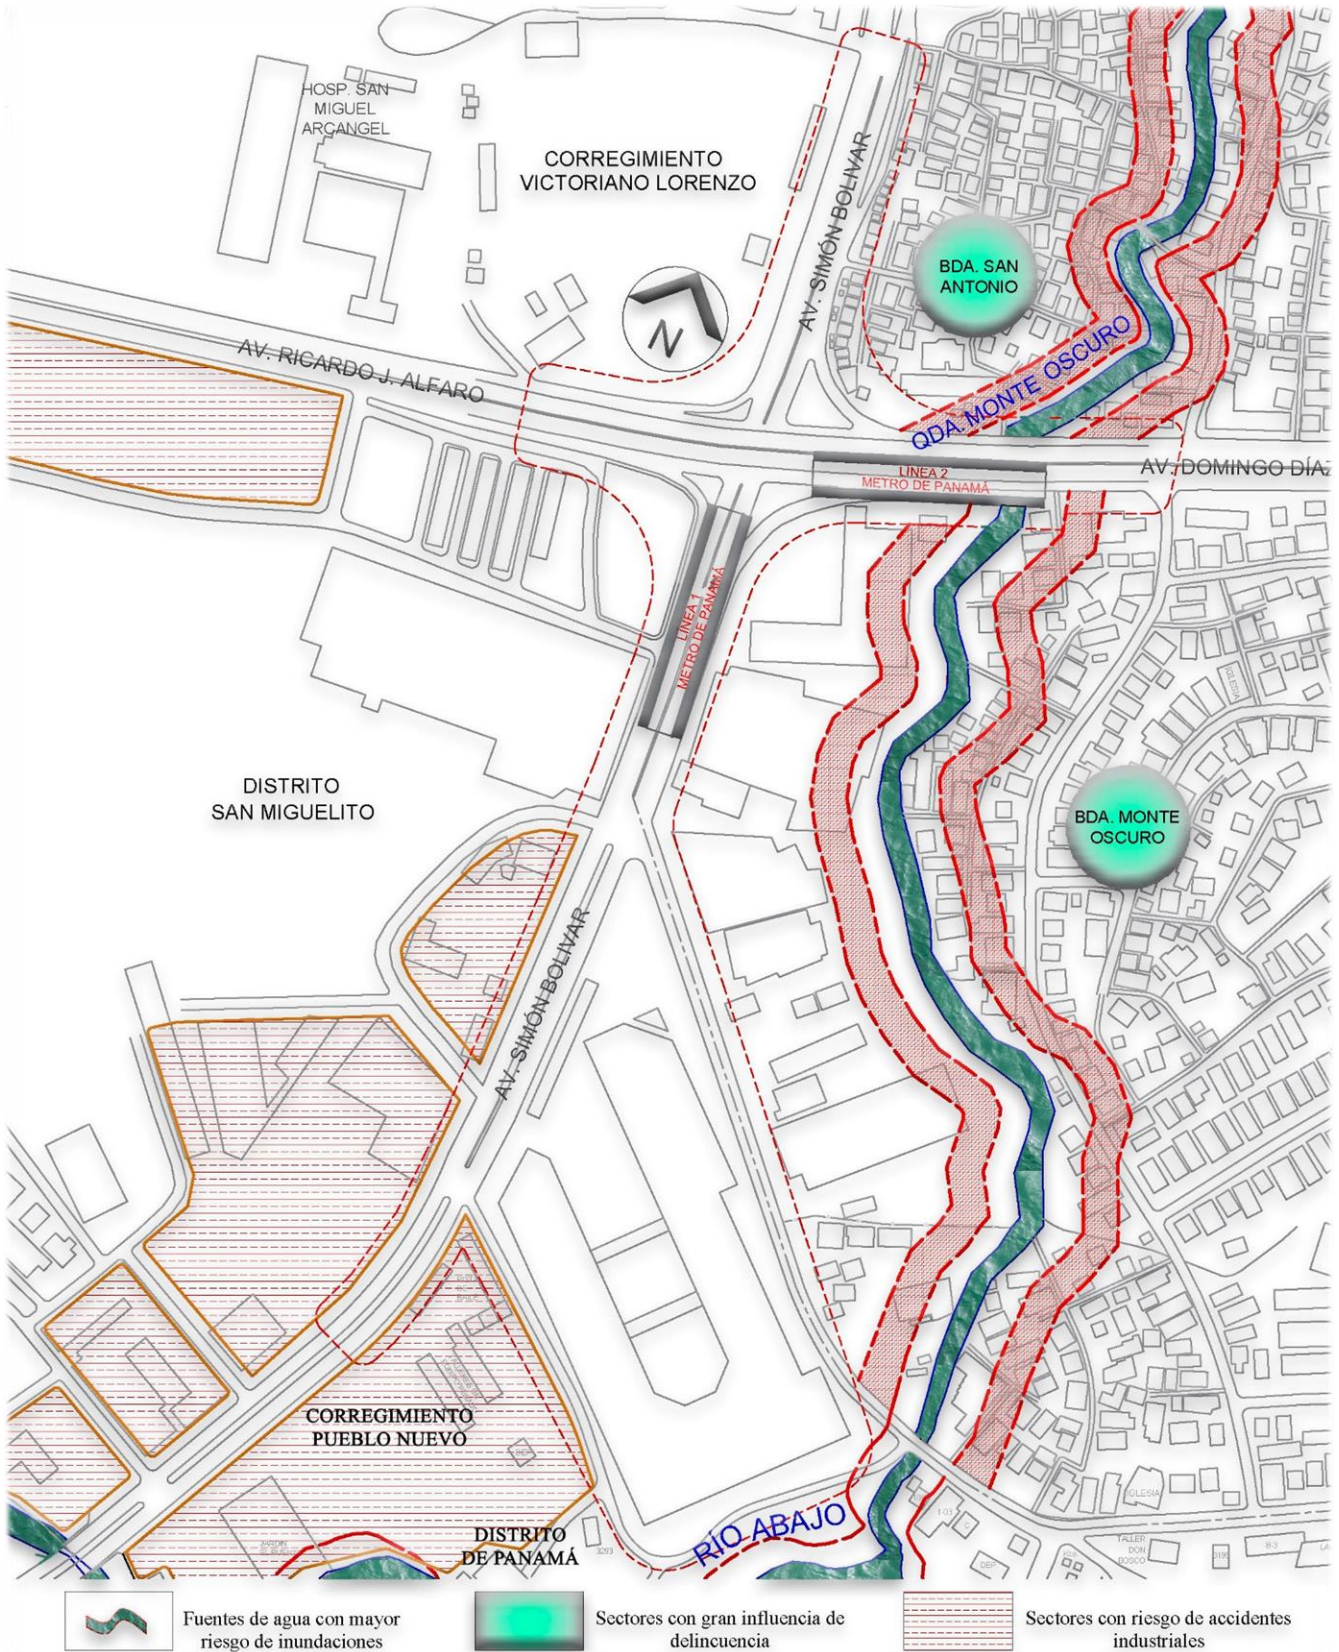 HOSP. SAN
MIGUEL
ARCANGEL
CORREGIMIENTO
VICTORIANO LORENZO
AV. SIMÓN BOLIVAR
BDA. SAN
ANTONIO
N
QDA. MONTE OSCURO
AV. RICARDO J. ALFARO
LINEA 2
METRO DE PANAMÁ
AV. DOMINGO DÍAZ
LINEA 1
METRO DE PANAMÁ
IGLESIA
DISTRITO
SAN MIGUELITO
BDA. MONTE
OSCURO
AV. SIMÓN BOLIVAR
CORREGIMIENTO
PUEBLO NUEVO
DISTRITO
DE PANAMÁ
RÍO ABAJO
IGLESIA
TALLER
DON
BOSCO
DEP
3293
Fuentes de agua con mayor
riesgo de inundaciones
Sectores con gran influencia de
delincuencia
Sectores con riesgo de accidentes
industriales